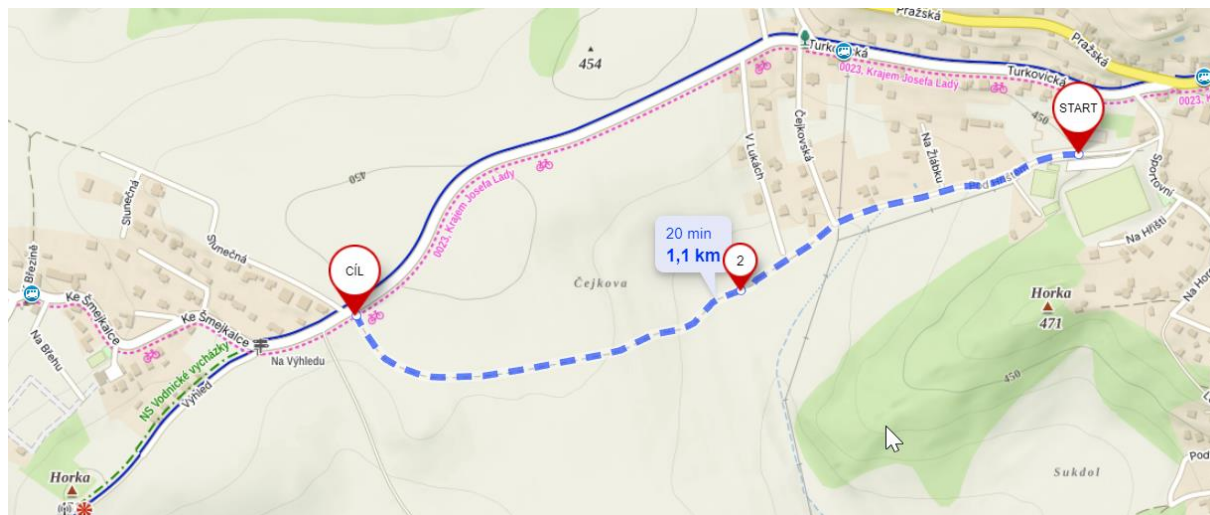 Pražská
Pražská
Turkovická
454
0023, Krajem Josefa Lady
Turkovická
START
450
Čejkovská
Na Žlábku
V Lukách
Sportovní
Slunečná
450
0023, Krajem Josefa Lady
Slunečná
20 min
1,1 km
2
Na Hřišti
CÍL
Čejkova
Horka
471
Ke Šmejkalce
Ke Šmejkalce
Na Břehu
Na Výhledu
NS Vodnické vycházky
Výhled
450
Horka
Sukdol